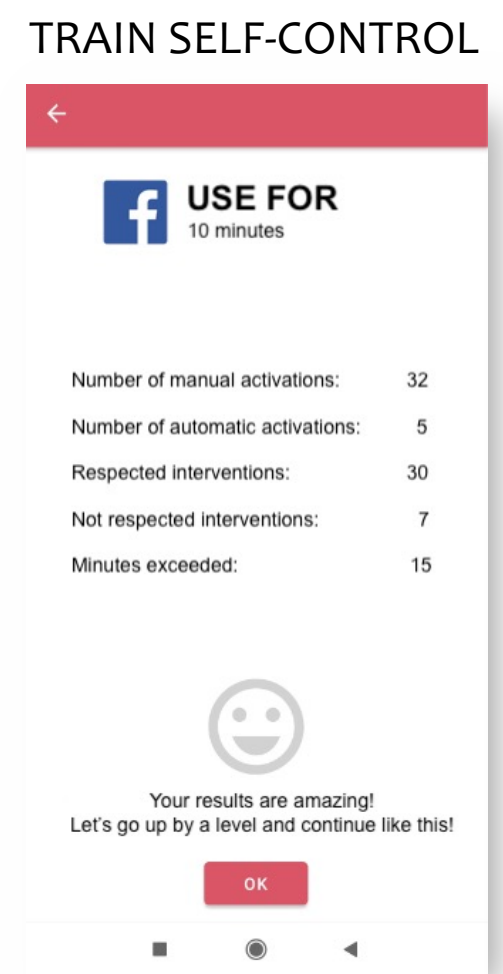 TRAIN SELF-CONTROL
f
USE FOR
10 minutes
Number of manual activations: 32
Number of automatic activations: 5
Respected interventions: 30
Not respected interventions: 7
Minutes exceeded: 15
Your results are amazing!
Let's go up by a level and continue like this!
OK